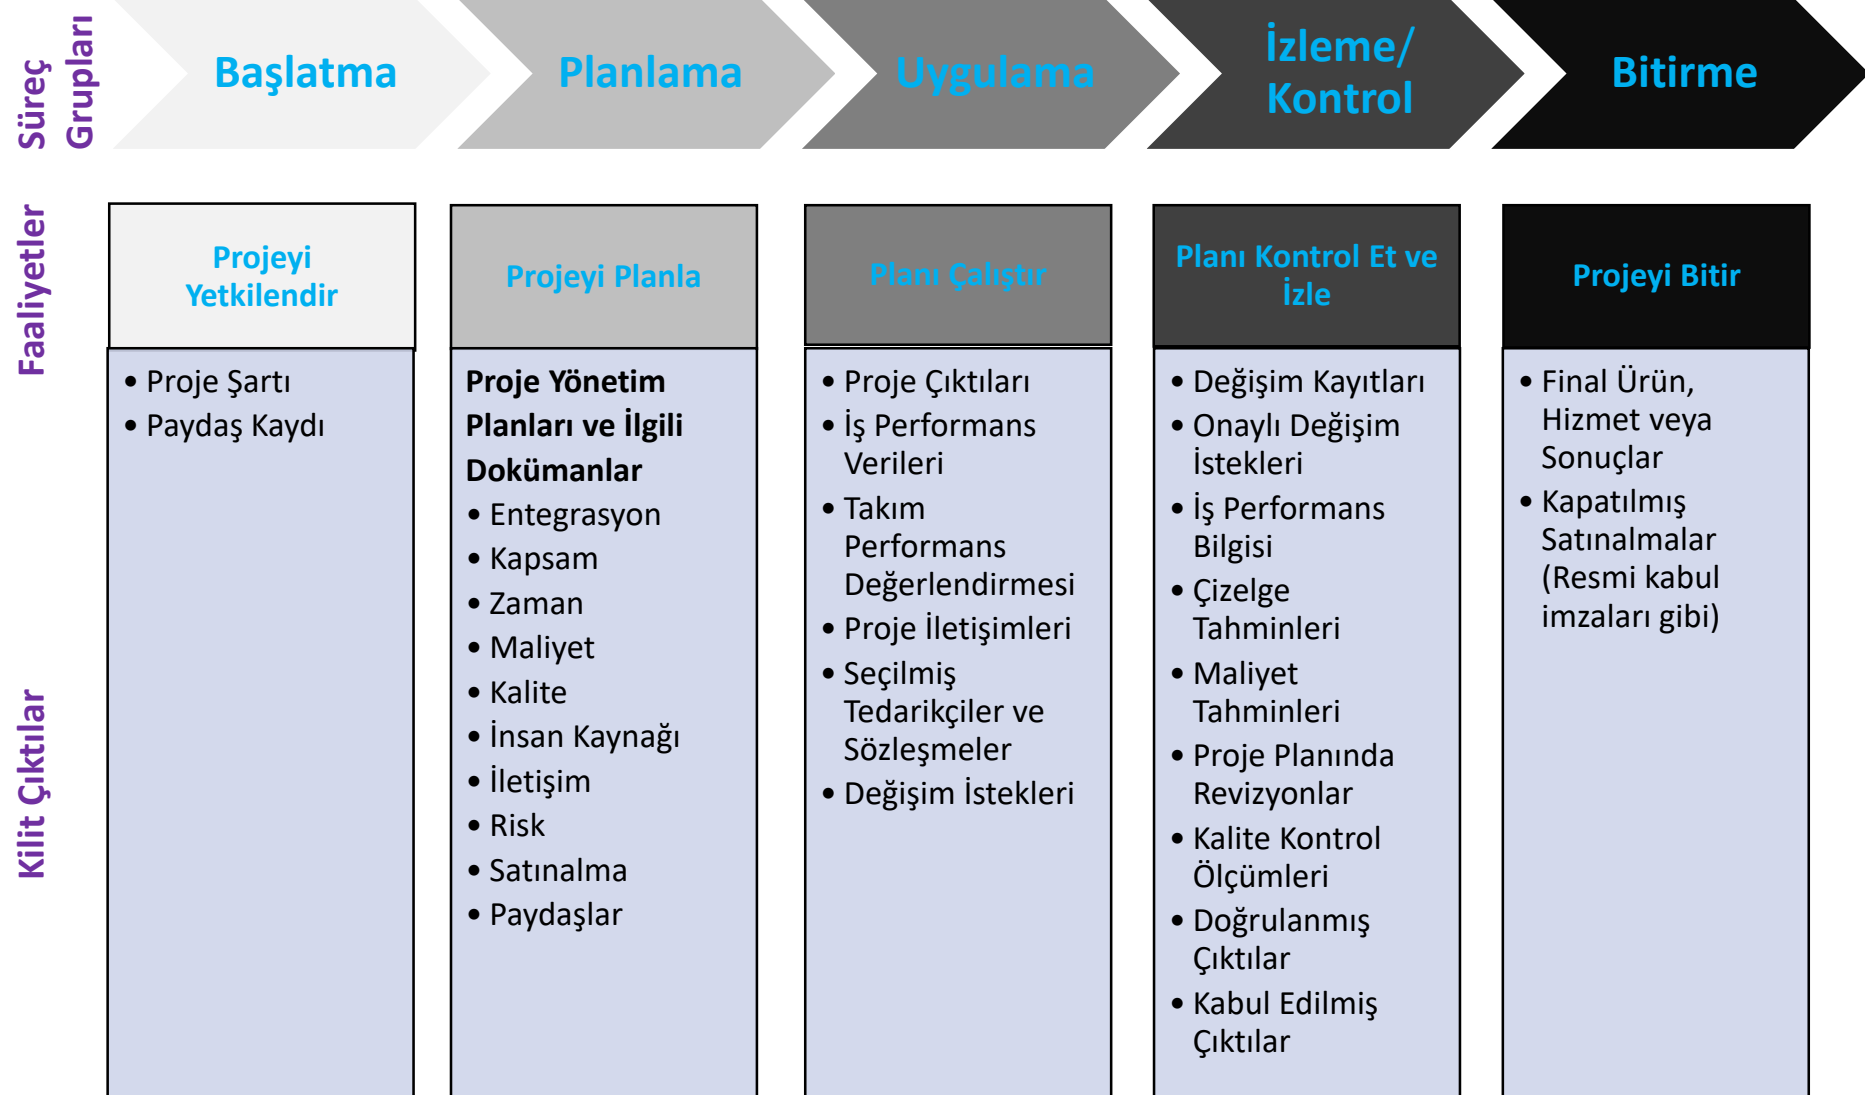 Süreç
Grupları
Başlatma
Planlama
Uygulama
İzleme/
Kontrol
Bitirme
Faaliyetler
Projeyi
Yetkilendir
Projeyi Planla
Planı Çalıştır
Planı Kontrol Et ve
İzle
Projeyi Bitir
Kilit Çıktılar
• Proje Şartı
• Paydaş Kaydı
Proje Yönetim
Planları ve İlgili
Dokümanlar
• Entegrasyon
• Kapsam
• Zaman
• Maliyet
• Kalite
• İnsan Kaynağı
• İletişim
• Risk
• Satınalma
• Paydaşlar
• Proje Çıktıları
• İş Performans
Verileri
• Takım
Performans
Değerlendirmesi
• Proje İletişimleri
• Seçilmiş
Tedarikçiler ve
Sözleşmeler
• Değişim İstekleri
• Değişim Kayıtları
• Onaylı Değişim
İstekleri
• İş Performans
Bilgisi
• Çizelge
Tahminleri
• Maliyet
Tahminleri
• Proje Planında
Revizyonlar
• Kalite Kontrol
Ölçümleri
• Doğrulanmış
Çıktılar
• Kabul Edilmiş
Çıktılar
• Final Ürün,
Hizmet veya
Sonuçlar
• Kapatılmış
Satınalmalar
(Resmi kabul
imzaları gibi)